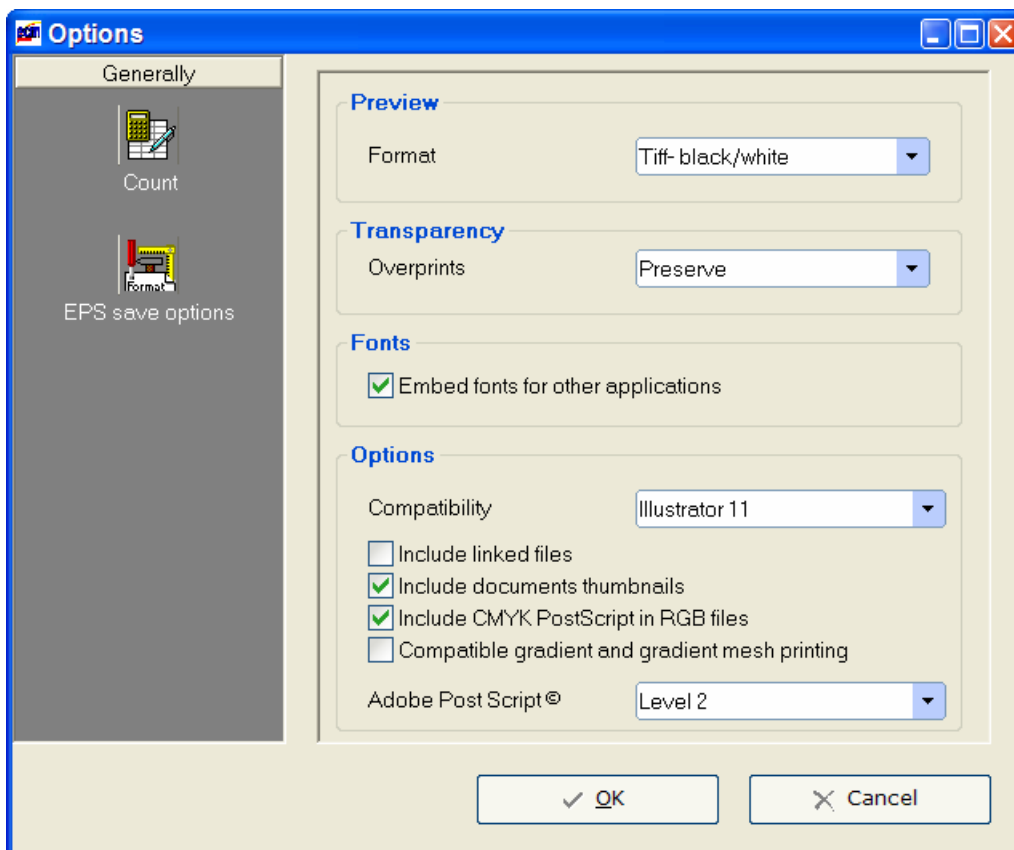 Options
Generally
Count
Format
EPS save options
Preview
Format
Tiff- black/white
Transparency
Overprints
Preserve
Fonts
Embed fonts for other applications
Options
Compatibility
Illustrator 11
Include linked files
Include documents thumbnails
Include CMYK PostScript in RGB files
Compatible gradient and gradient mesh printing
Adobe Post Script©
Level 2
OK
Cancel